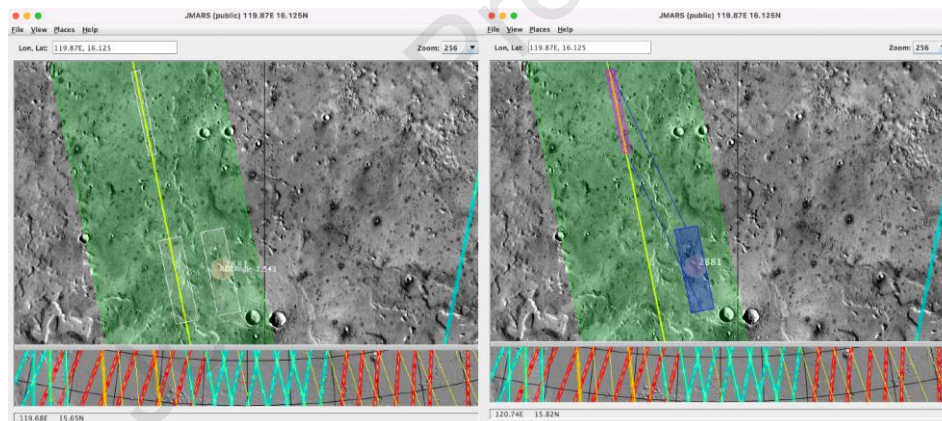 JMARS (public) 119.87E 16.125N
File View Places Help
Lon, Lat: 119.87E, 16.125
Zoom: 256
2881
119.68E 15.65N
JMARS (public) 119.87E 16.125N
File View Places Help
Lon, Lat: 119.87E, 16.125
Zoom: 256
2881
120.74E 15.82N